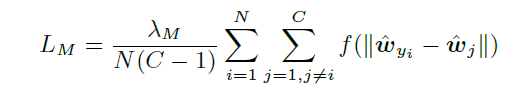 L_M = \frac{\lambda_M}{N(C-1)} \sum_{i=1}^{N} \sum_{j=1, j \neq i}^{C} f(\|\hat{\boldsymbol{w}}_{y_i} - \hat{\boldsymbol{w}}_j\|)